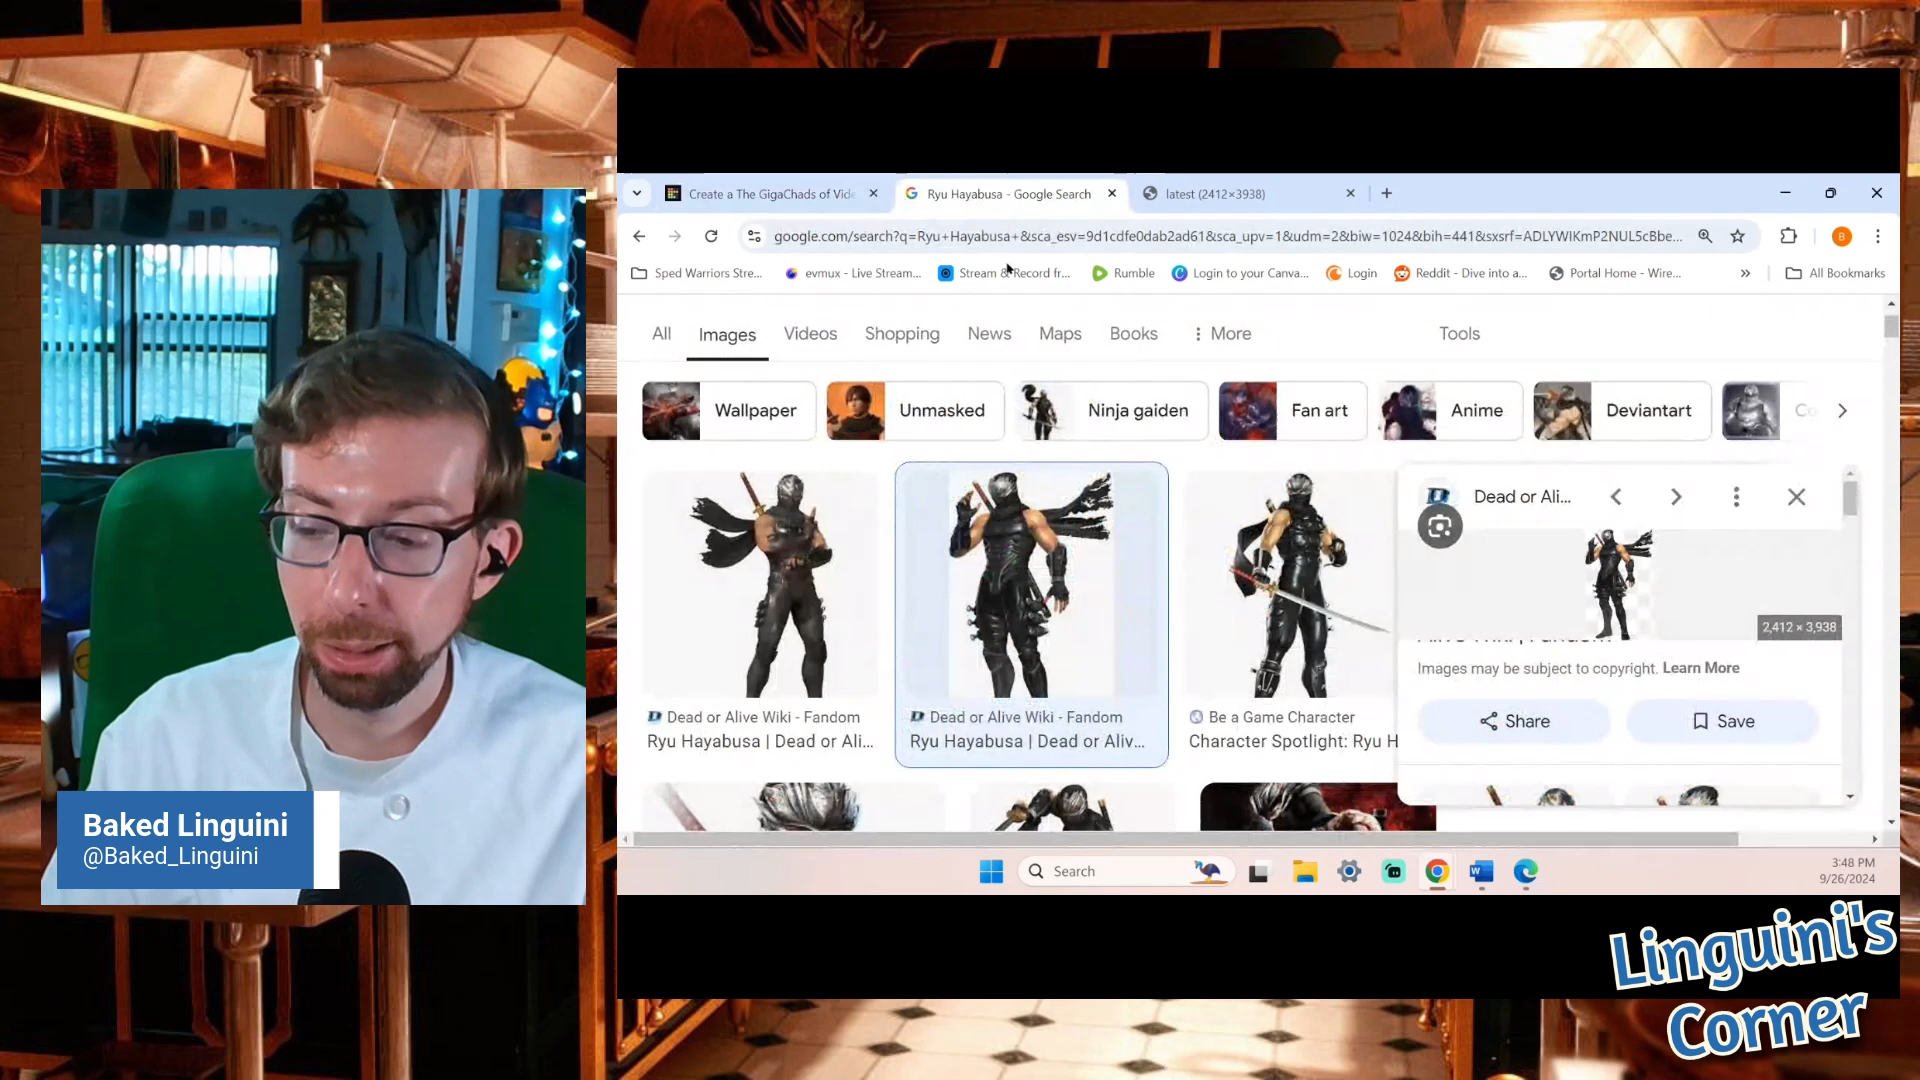 Create a The GigaChads of Vide
Ryu Hayabusa - Google Search
latest (2412×3938)
google.com/search?q=Ryu+Hayabusa+&sca_esv=9d1cdfe0dab2ad61&sca_upv=1&udm=2&biw=1024&bih=441&sxsrf=ADLYWIKmP2NUL5cBbe...
B
Sped Warriors Stre...
evmux - Live Stream...
Stream & Record fr...
Rumble
Login to your Canva...
Login
Reddit - Dive into a...
Portal Home - Wire...
All Bookmarks
All
Images
Videos
Shopping
News
Maps
Books
More
Tools
Wallpaper
Unmasked
Ninja gaiden
Fan art
Anime
Deviantart
Co
Dead or Ali...
2,412 × 3,938
Images may be subject to copyright. Learn More
Share
Save
Dead or Alive Wiki - Fandom
Ryu Hayabusa | Dead or Ali...
Dead or Alive Wiki - Fandom
Ryu Hayabusa | Dead or Aliv...
Be a Game Character
Character Spotlight: Ryu H
Search
3:48 PM
9/26/2024
Baked Linguini
@Baked_Linguini
Linguini's
Corner